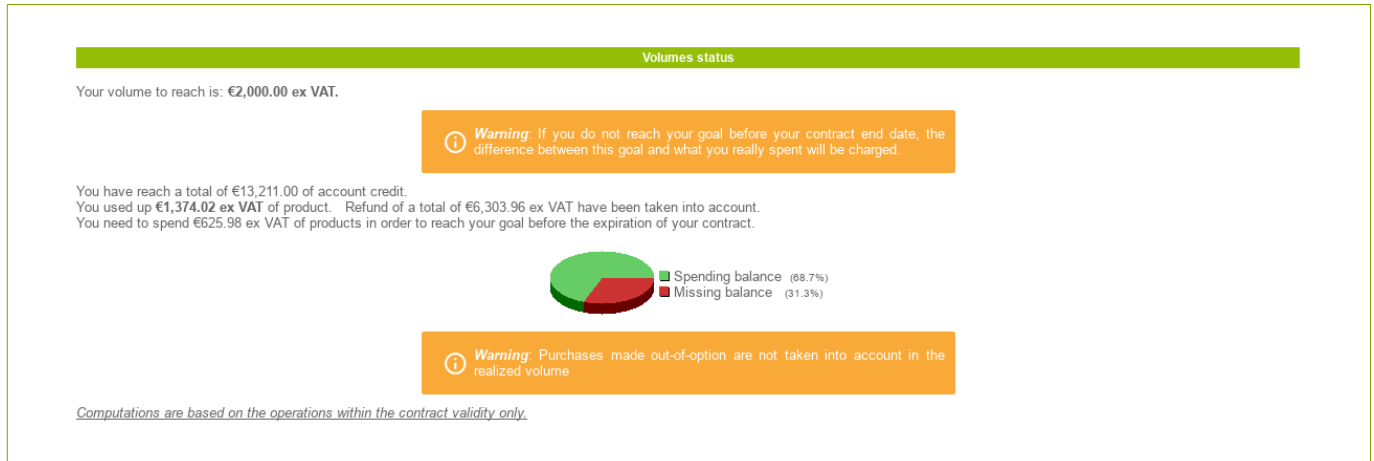 Volumes status
Your volume to reach is: €2,000.00 ex VAT.
Warning: If you do not reach your goal before your contract end date, the
difference between this goal and what you really spent will be charged.
You have reach a total of €13,211.00 of account credit.
You used up €1,374.02 ex VAT of product. Refund of a total of €6,303.96 ex VAT have been taken into account.
You need to spend €625.98 ex VAT of products in order to reach your goal before the expiration of your contract.
Spending balance (68.7%)
Missing balance (31.3%)
Warning: Purchases made out-of-option are not taken into account in the
realized volume
Computations are based on the operations within the contract validity only.